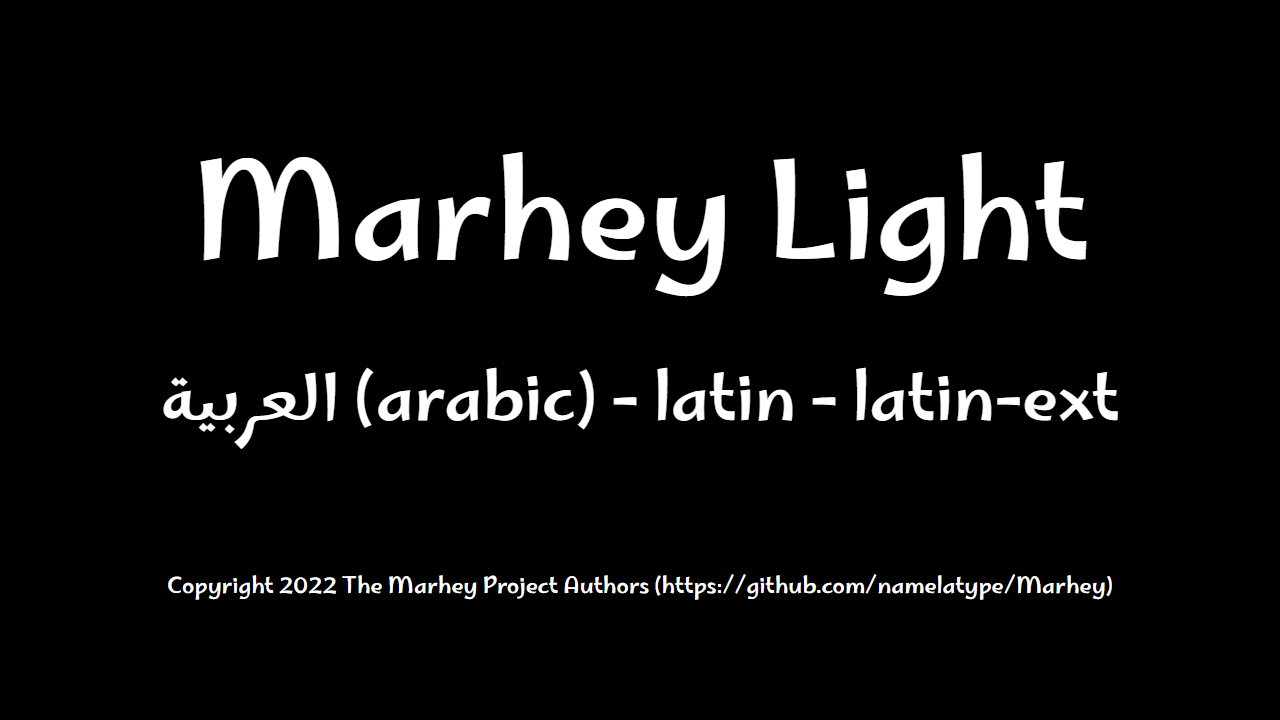 Marhey Light
العربية (arabic) - latin - latin-ext
Copyright 2022 The Marhey Project Authors (https://github.com/namelatype/Marhey)